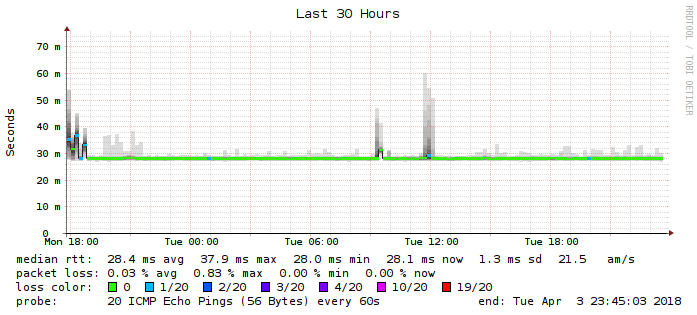 Last 30 Hours
RRDTOOL / TOBI OETIKER
Seconds
70 m
60 m
50 m
40 m
30 m
20 m
10 m
0
Mon 18:00 Tue 00:00 Tue 06:00 Tue 12:00 Tue 18:00
median rtt: 28.4 ms avg 37.9 ms max 28.0 ms min 28.1 ms now 1.3 ms sd 21.5 am/s
packet loss: 0.03 % avg 0.83 % max 0.00 % min 0.00 % now
loss color: 0 1/20 2/20 3/20 4/20 10/20 19/20
probe: 20 ICMP Echo Pings (56 Bytes) every 60s end: Tue Apr 3 23:45:03 2018